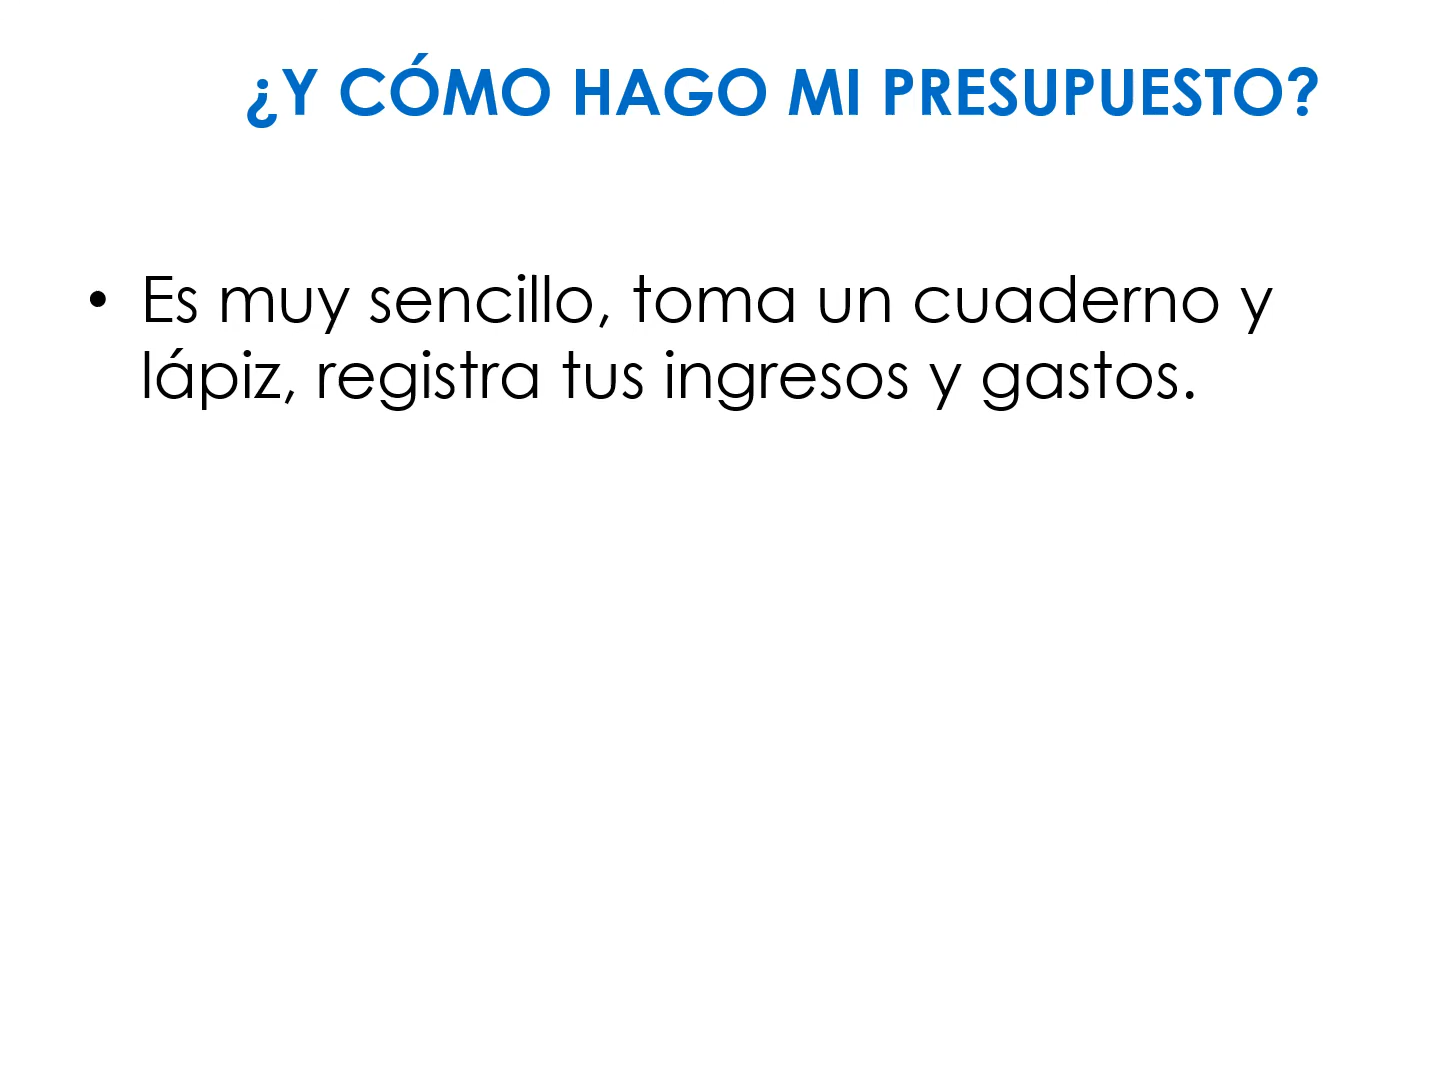 ¿Y CÓMO HAGO MI PRESUPUESTO?
• Es muy sencillo, toma un cuaderno y
lápiz, registra tus ingresos y gastos.